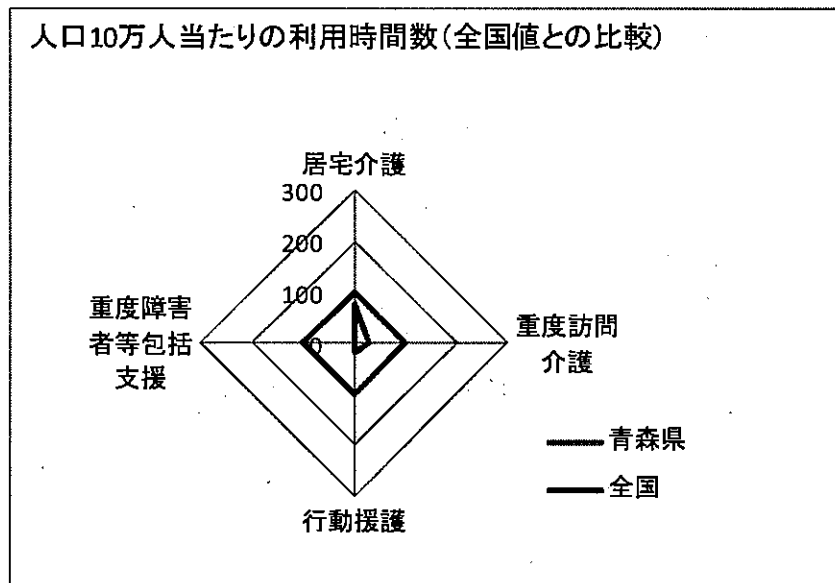 人口10万人当たりの利用時間数(全国値との比較)
居宅介護
300
200
100
0
重度障害
者等包括
支援
重度訪問
介護
行動援護
青森県
全国